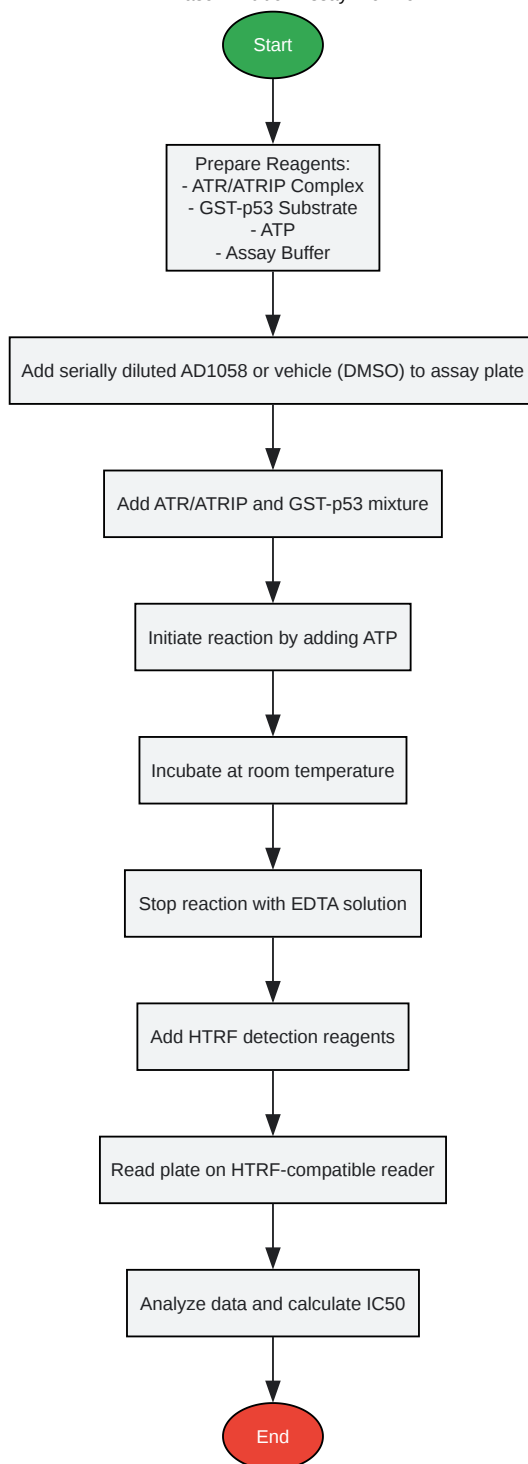 Start
Prepare Reagents:
- ATR/ATRIP Complex
- GST-p53 Substrate
- ATP
- Assay Buffer
Add serially diluted AD1058 or vehicle (DMSO) to assay plate
Add ATR/ATRIP and GST-p53 mixture
Initiate reaction by adding ATP
Incubate at room temperature
Stop reaction with EDTA solution
Add HTRF detection reagents
Read plate on HTRF-compatible reader
Analyze data and calculate IC50
End